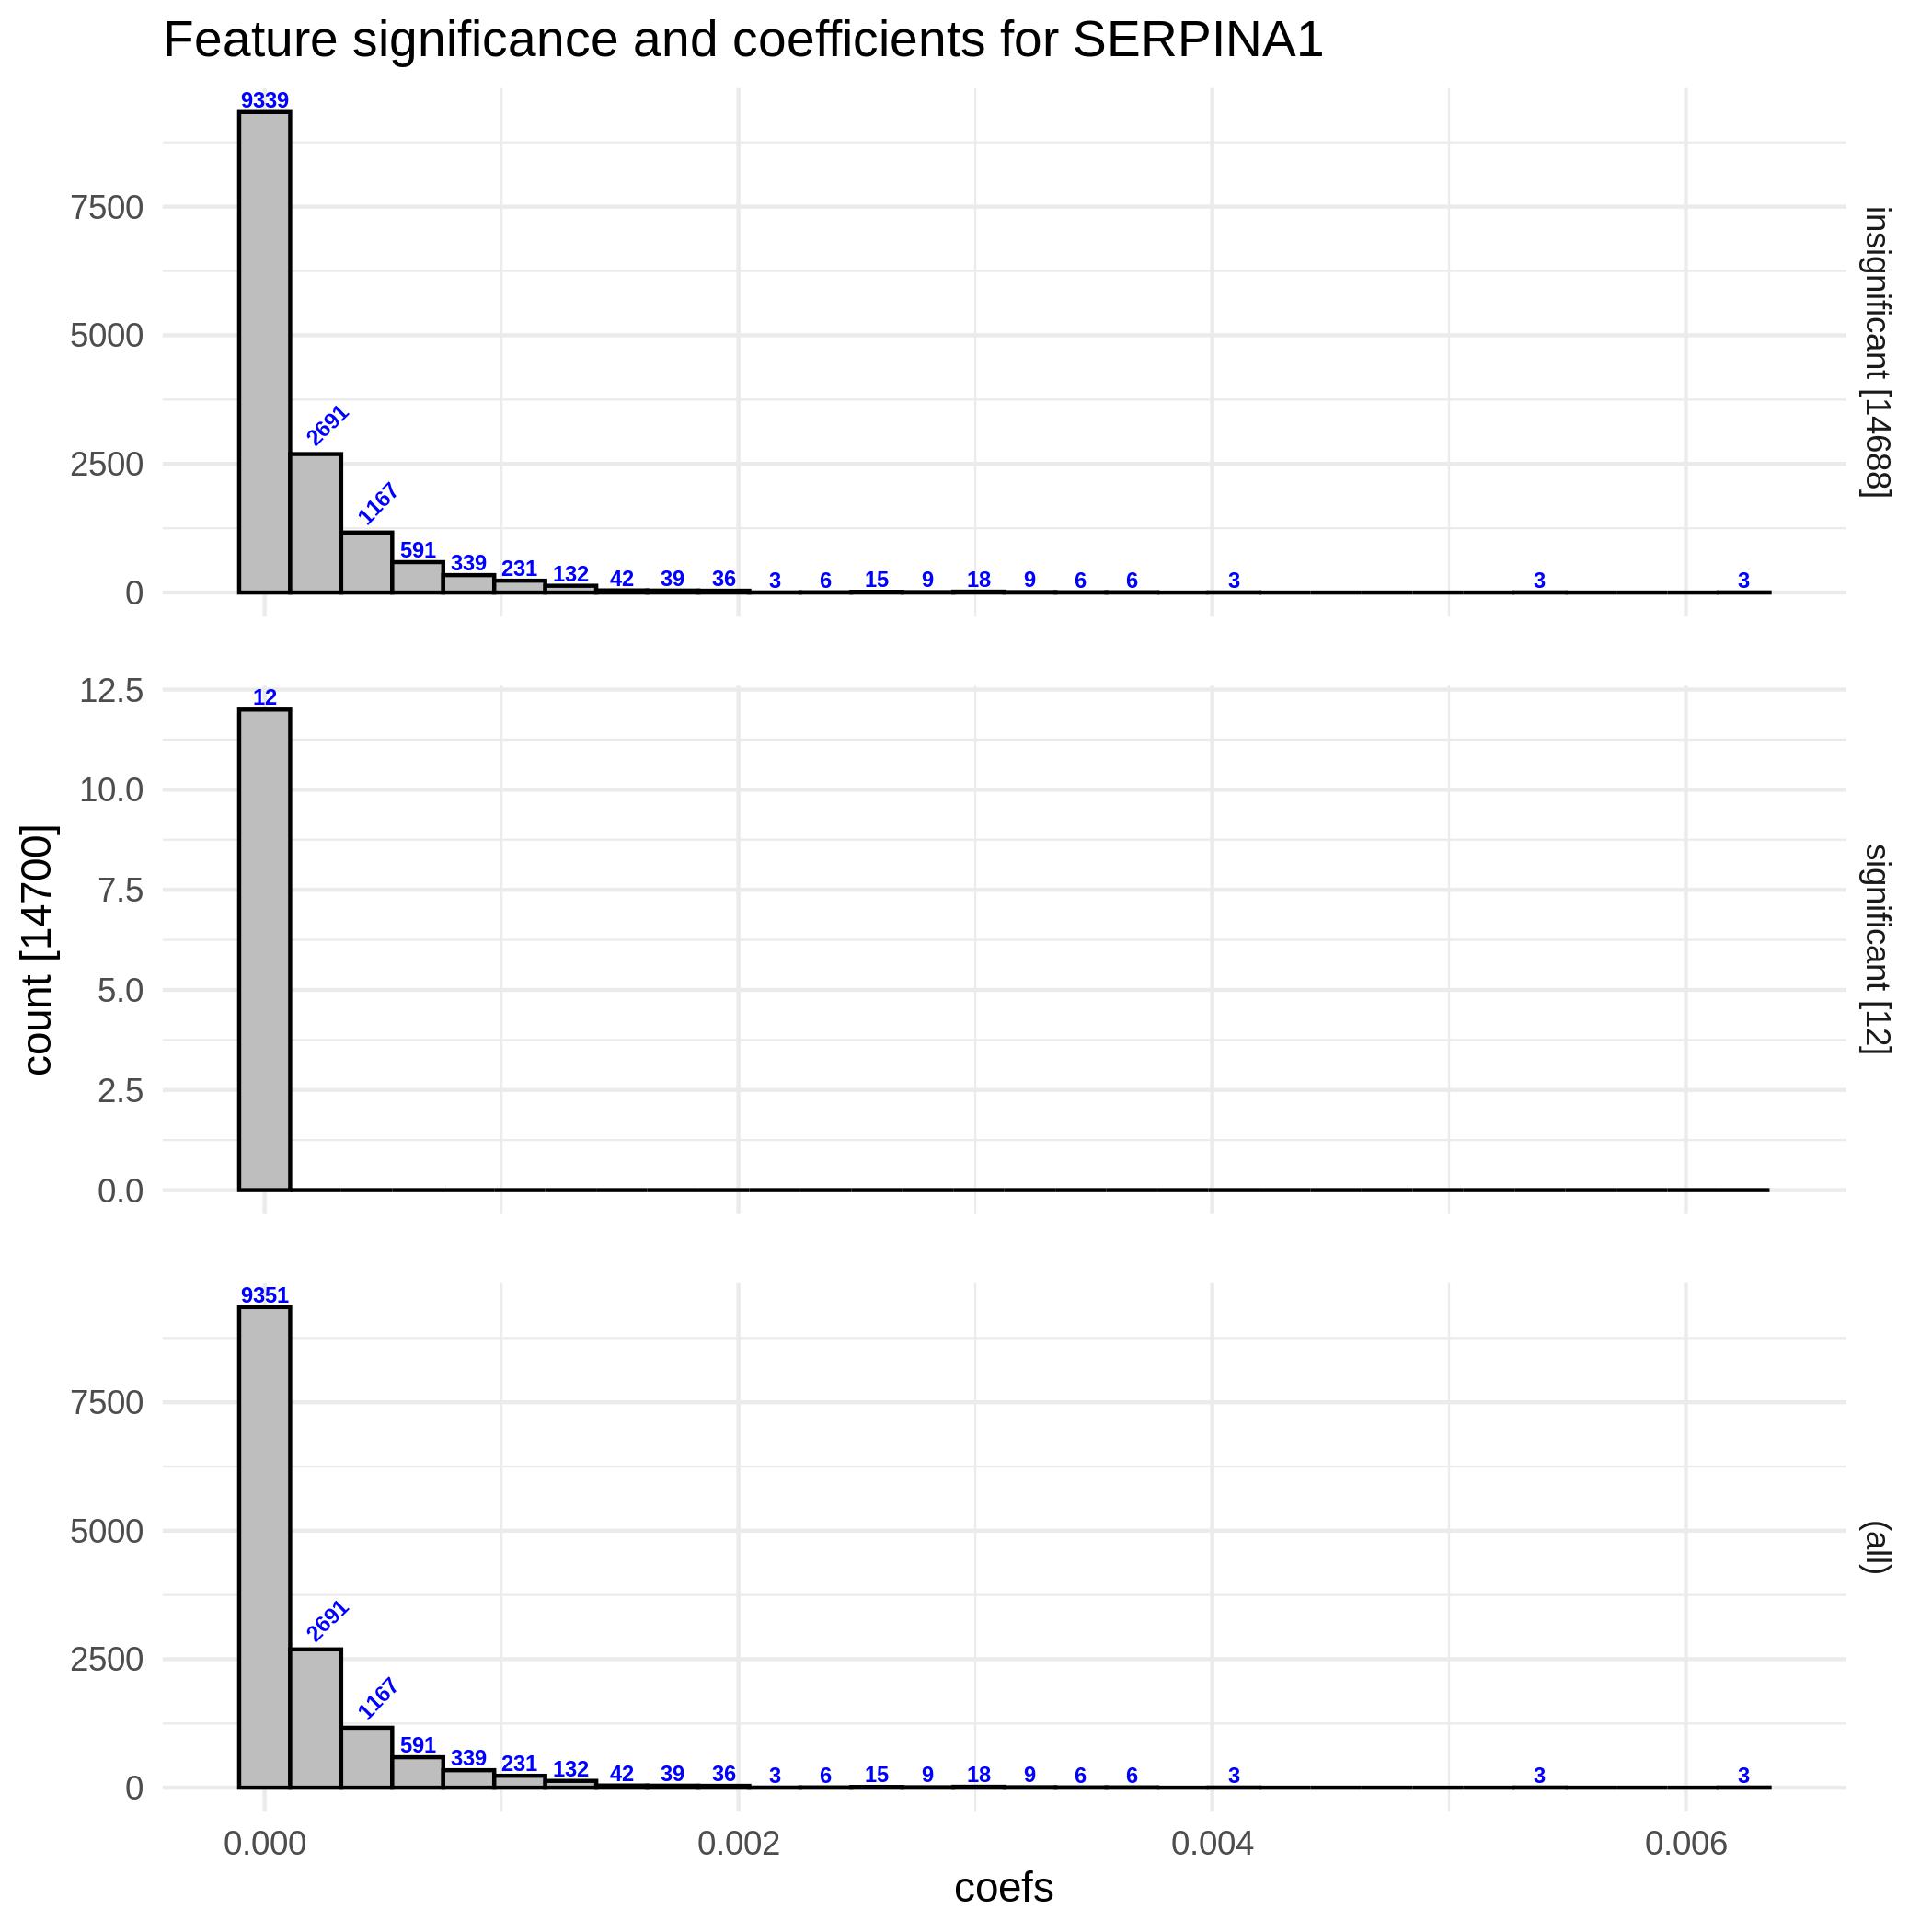 Feature significance and coefficients for SERPINA1
count [14700]
9339
2691
1167
591 339 231 132 42 39 36 3 6 15 9 18 9 6 6 3 3 3
7500
5000
2500
0
insignificant [14688]
12
12.5
10.0
7.5
5.0
2.5
0.0
significant [12]
9351
2691
1167
591 339 231 132 42 39 36 3 6 15 9 18 9 6 6 3 3 3
7500
5000
2500
0
(all)
0.000 0.002 0.004 0.006
coefs